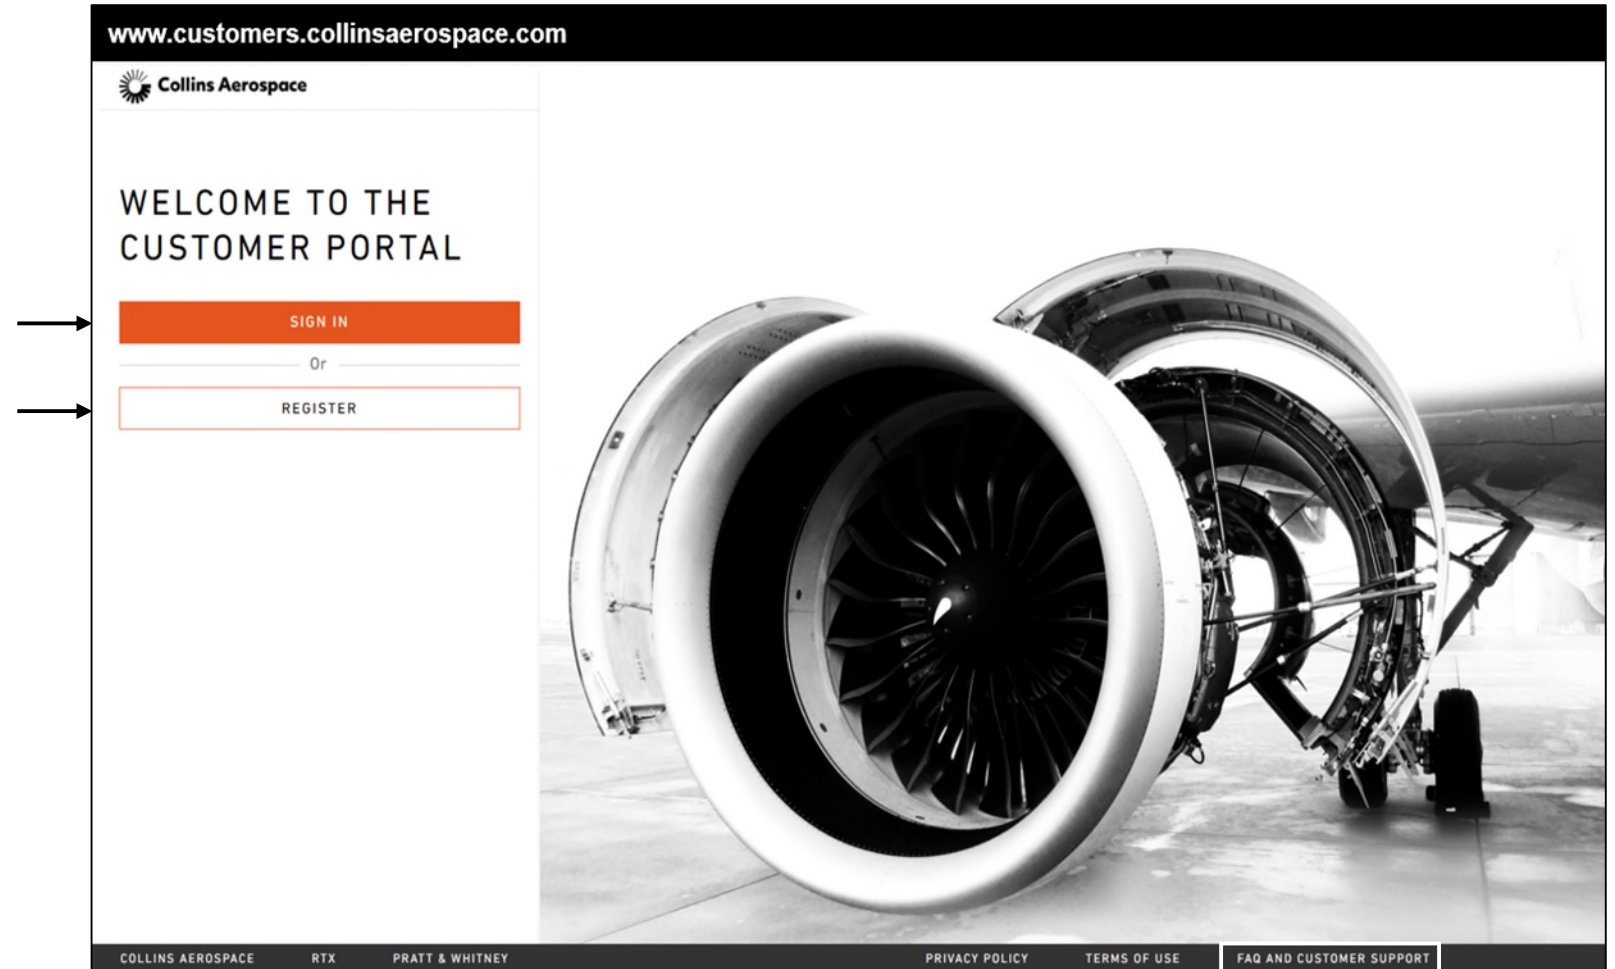 www.customers.collinsaerospace.com
Collins Aerospace
WELCOME TO THE
CUSTOMER PORTAL
SIGN IN
Or
REGISTER
COLLINS AEROSPACE RTX PRATT & WHITNEY PRIVACY POLICY TERMS OF USE FAQ AND CUSTOMER SUPPORT